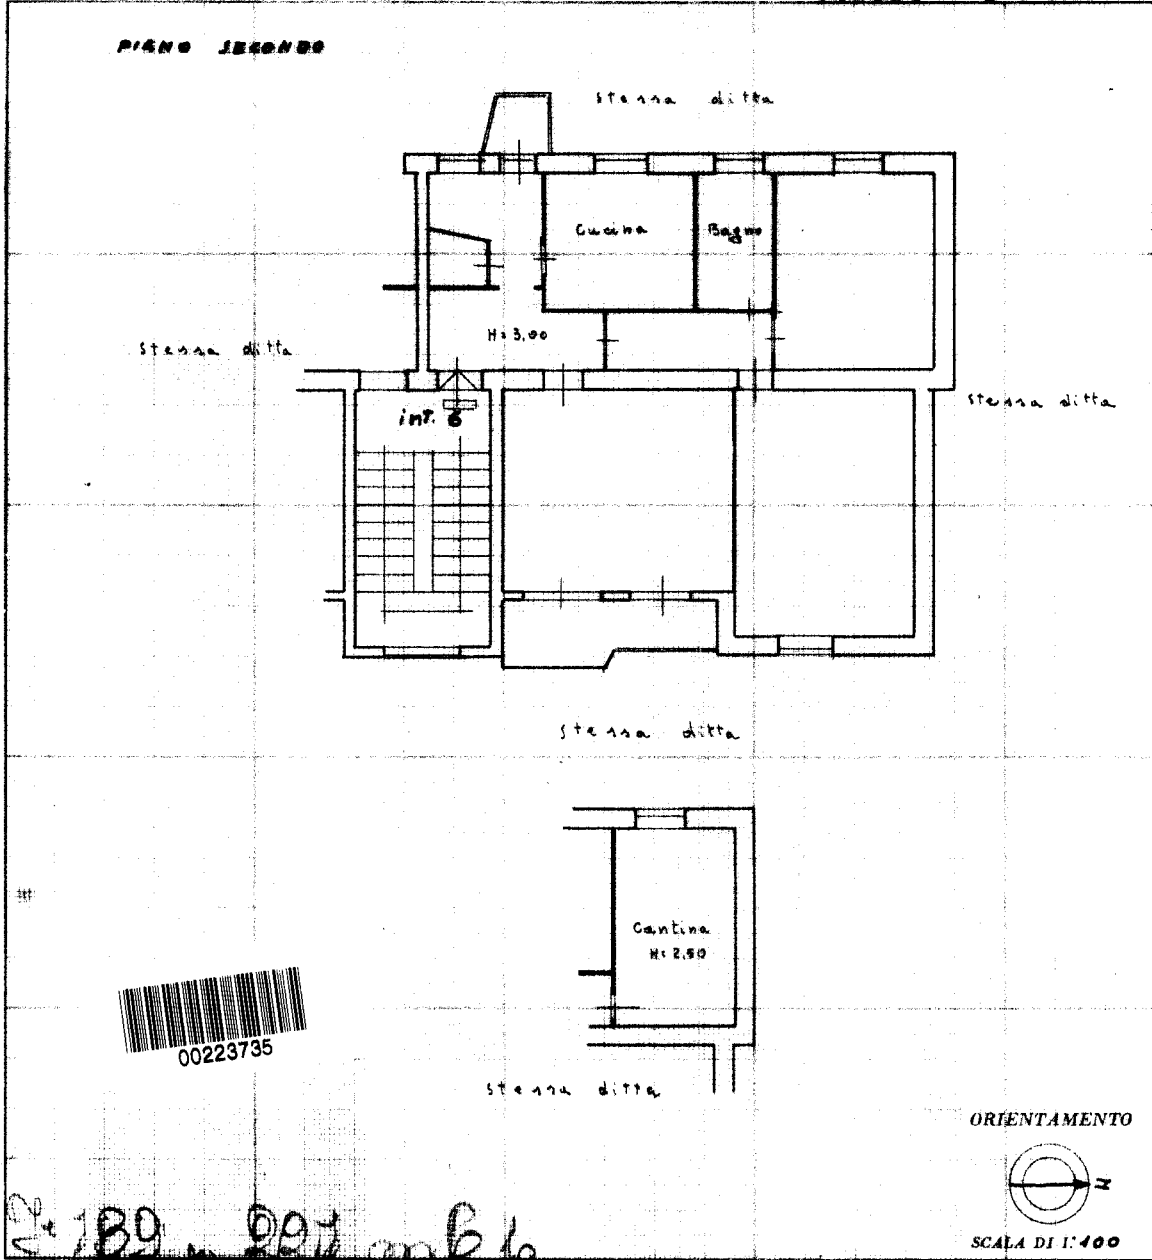 PIANO SECONDO
stessa ditta
Cucina
Bagno
H: 3,00
stessa ditta
stessa ditta
int. 6
stessa ditta
Cantina
H: 2,50
00223735
stessa ditta
ORIENTAMENTO
N
SCALA DI 1:100